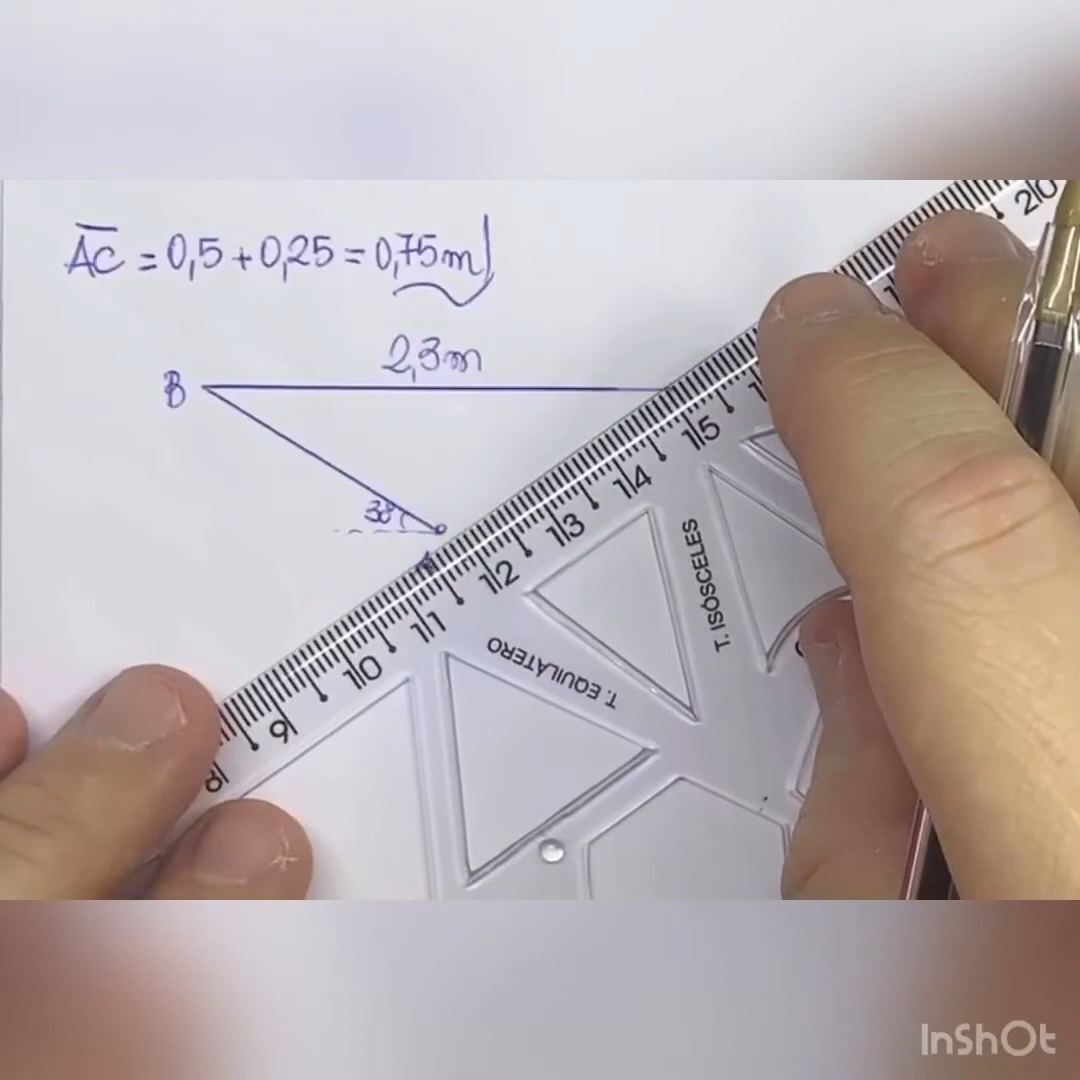 AC = 0,5 + 0,25 = 0,75m
2,3m
B
38°
A
8 9 10 11 12 13 14 15 20
T. EQUILÁTERO
T. ISÓSCELES
InShOt